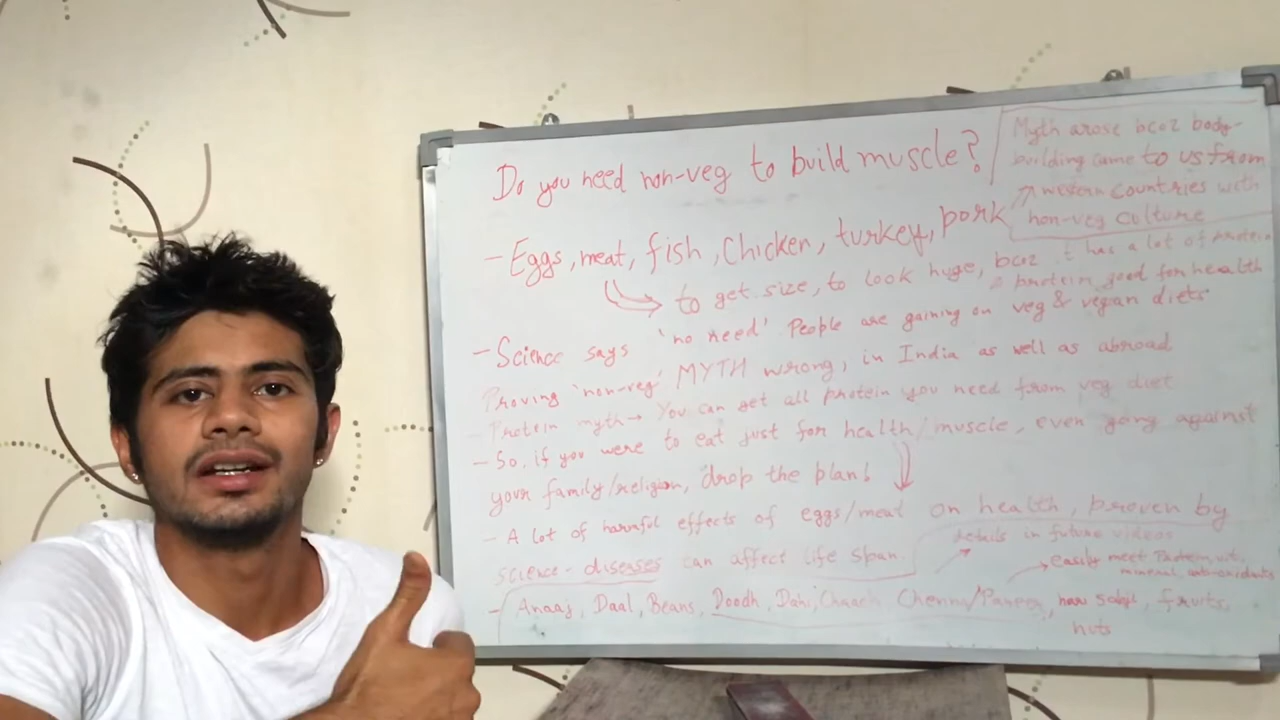 Do you need non-veg to build muscle?
Myth arose bcoz body-
building came to us from
western countries with
non-veg culture
- Eggs, meat, fish, Chicken, turkey, pork
to get size, to look huge, bcoz it has a lot of protein
protein good for health
- Science says 'no need' People are gaining on veg & vegan diets
Proving 'non-veg' MYTH wrong, in India as well as abroad
- Protein myth → You can get all protein you need from veg diet
- So, if you were to eat just for health/muscle, even going against
your family/religion, drop the plan!
- A lot of harmful effects of eggs/meat on health, proven by
science - diseases can affect life span.
details in future videos
easily meet Protein, vit,
mineral, anti-oxidants
- Anaaj, Daal, Beans, Doodh, Dahi, Chaach, Chenna/Paneer, hari sabji, fruits,
nuts